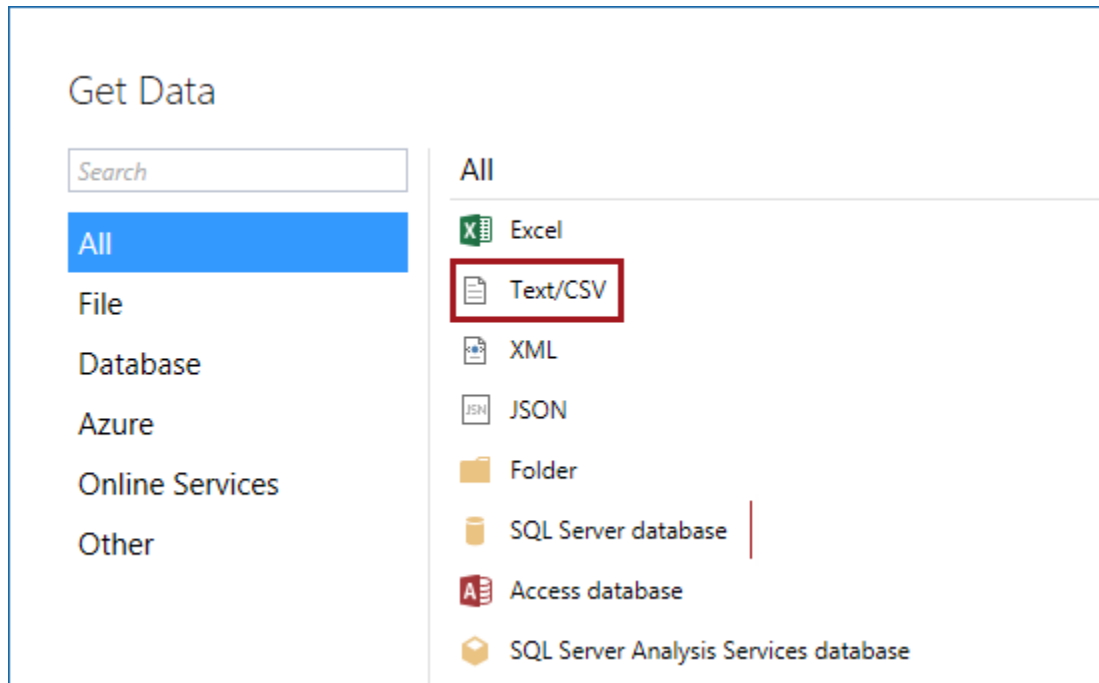 Get Data
Search
All
File
Database
Azure
Online Services
Other
All
Excel
Text/CSV
XML
JSN JSON
Folder
SQL Server database
A Access database
SQL Server Analysis Services database